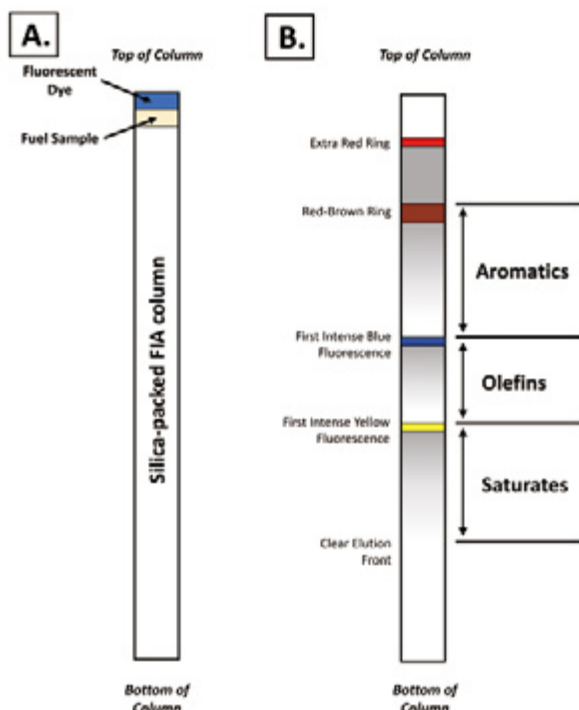 A.
Top of Column
Fluorescent
Dye
Fuel Sample
Silica-packed FIA column
Bottom of
Column
B.
Top of Column
Extra Red Ring
Red-Brown Ring
Aromatics
First Intense Blue
Fluorescence
Olefins
First Intense Yellow
Fluorescence
Saturates
Clear Elution
Front
Bottom of
Column